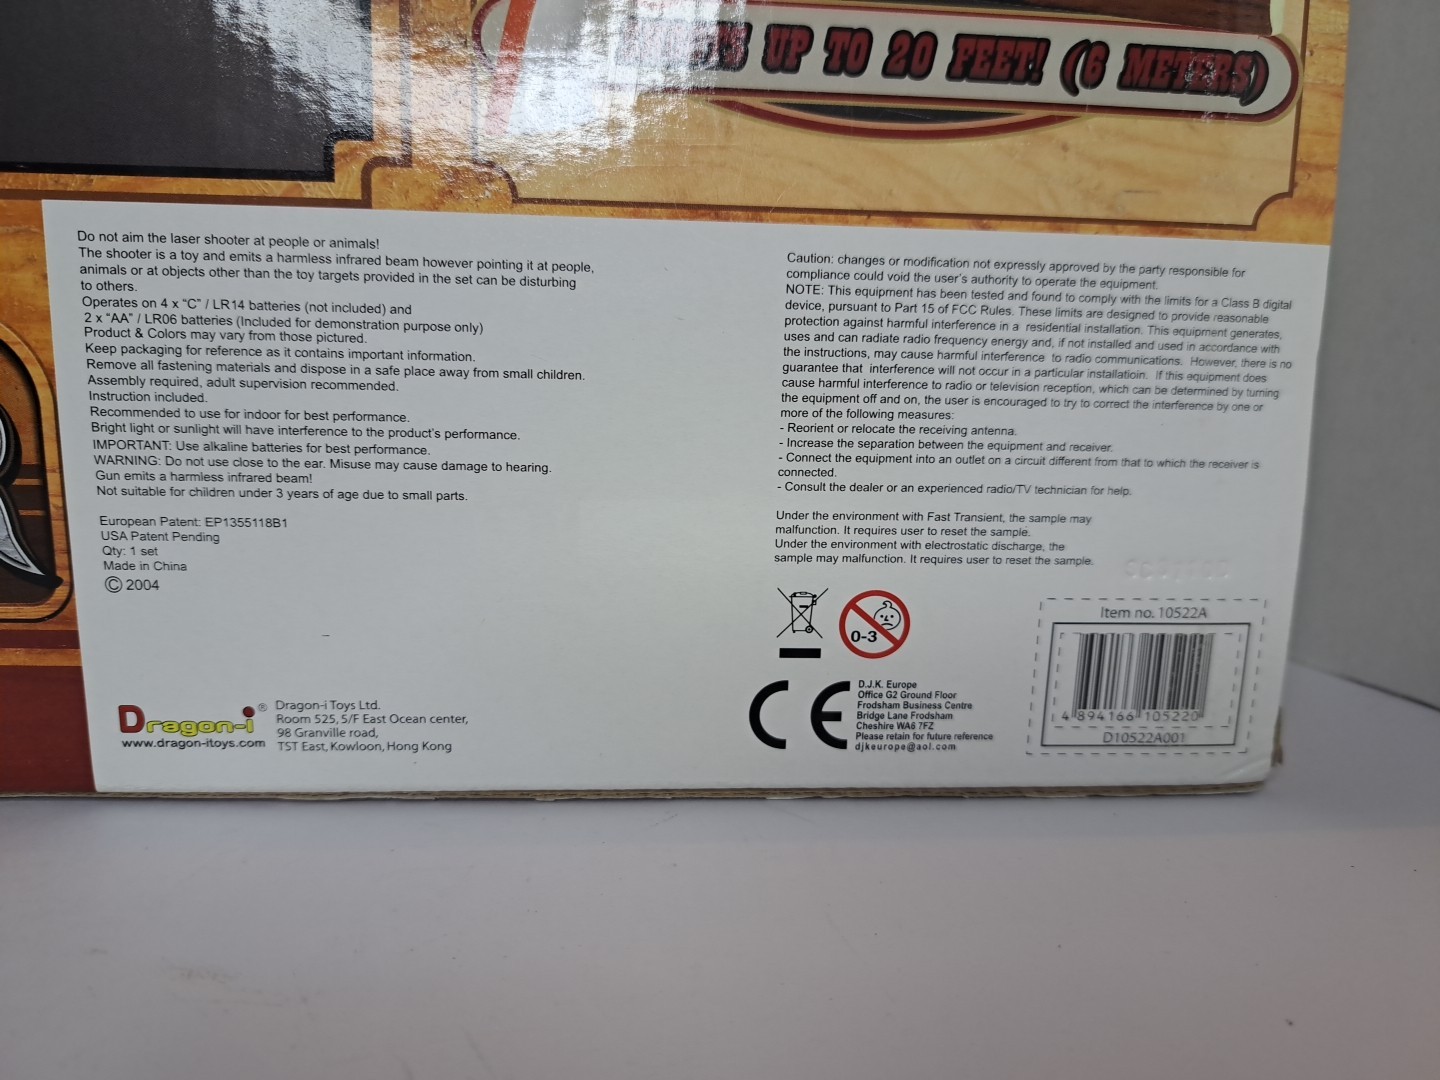 UP TO 20 FEET! (6 METERS)
Do not aim the laser shooter at people or animals!
The shooter is a toy and emits a harmless infrared beam however pointing it at people,
animals or at objects other than the toy targets provided in the set can be disturbing
to others.
Operates on 4 x “C” / LR14 batteries (not included) and
2 x “AA” / LR06 batteries (Included for demonstration purpose only)
Product & Colors may vary from those pictured.
Keep packaging for reference as it contains important information.
Remove all fastening materials and dispose in a safe place away from small children.
Assembly required, adult supervision recommended.
Instruction included.
Recommended to use for indoor for best performance.
Bright light or sunlight will have interference to the product's performance.
IMPORTANT: Use alkaline batteries for best performance.
WARNING: Do not use close to the ear. Misuse may cause damage to hearing.
Gun emits a harmless infrared beam!
Not suitable for children under 3 years of age due to small parts.
European Patent: EP1355118B1
USA Patent Pending
Qty: 1 set
Made in China
© 2004
Dragon-i ®
www.dragon-itoys.com
Dragon-i Toys Ltd.
Room 525, 5/F East Ocean center,
98 Granville road,
TST East, Kowloon, Hong Kong
Caution: changes or modification not expressly approved by the party responsible for
compliance could void the user's authority to operate the equipment.
NOTE: This equipment has been tested and found to comply with the limits for a Class B digital
device, pursuant to Part 15 of FCC Rules. These limits are designed to provide reasonable
protection against harmful interference in a residential installation. This equipment generates,
uses and can radiate radio frequency energy and, if not installed and used in accordance with
the instructions, may cause harmful interference to radio communications. However, there is no
guarantee that interference will not occur in a particular installatioin. If this equipment does
cause harmful interference to radio or television reception, which can be determined by turning
the equipment off and on, the user is encouraged to try to correct the interference by one or
more of the following measures:
- Reorient or relocate the receiving antenna.
- Increase the separation between the equipment and receiver.
- Connect the equipment into an outlet on a circuit different from that to which the receiver is
connected.
- Consult the dealer or an experienced radio/TV technician for help.
Under the environment with Fast Transient, the sample may
malfunction. It requires user to reset the sample.
Under the environment with electrostatic discharge, the
sample may malfunction. It requires user to reset the sample.
0-3
CE
D.J.K. Europe
Office G2 Ground Floor
Frodsham Business Centre
Bridge Lane Frodsham
Cheshire WA6 7FZ
Please retain for future reference
djkeurope@aol.com
Item no. 10522A
4 894166 105220
D10522A001